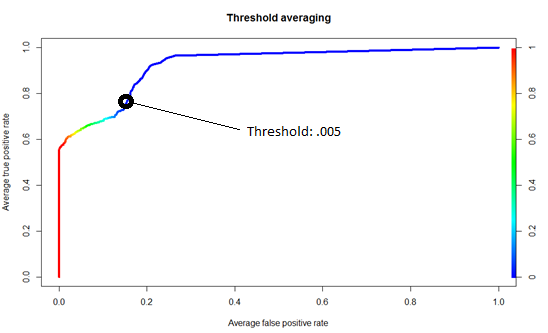 Threshold averaging
Average true positive rate
0.0 0.2 0.4 0.6 0.8 1.0
Threshold: .005
0 0.2 0.4 0.6 0.8 1
0.0 0.2 0.4 0.6 0.8 1.0
Average false positive rate